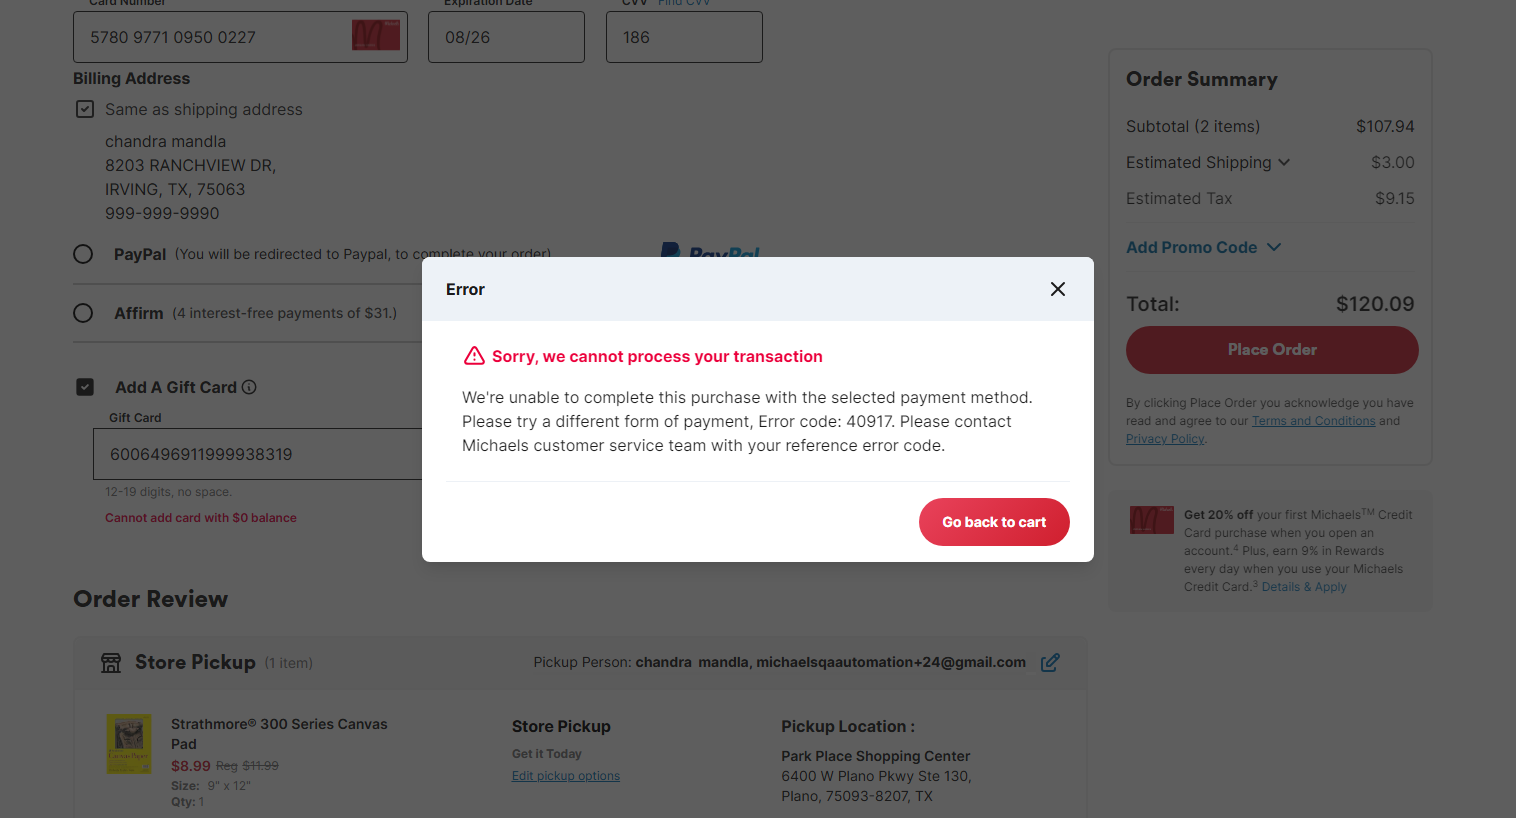 Card Number
Expiration Date
CVV Find CVV
5780 9771 0950 0227
08/26
186
Billing Address
Same as shipping address
chandra mandla
8203 RANCHVIEW DR,
IRVING, TX, 75063
999-999-9990
PayPal (You will be redirected to Paypal, to complete your order)
PayPal
Affirm (4 interest-free payments of $31.)
Add A Gift Card
Gift Card
6006496911999938319
12-19 digits, no space.
Cannot add card with $0 balance
Error
Sorry, we cannot process your transaction
We're unable to complete this purchase with the selected payment method.
Please try a different form of payment, Error code: 40917. Please contact
Michaels customer service team with your reference error code.
Go back to cart
Order Summary
Subtotal (2 items) $107.94
Estimated Shipping $3.00
Estimated Tax $9.15
Add Promo Code
Total: $120.09
Place Order
By clicking Place Order you acknowledge you have
read and agree to our Terms and Conditions and
Privacy Policy.
Get 20% off your first Michaels™ Credit
Card purchase when you open an
account.⁴ Plus, earn 9% in Rewards
every day when you use your Michaels
Credit Card.³ Details & Apply
Order Review
Store Pickup (1 item)
Pickup Person: chandra mandla, michaelsqaautomation+24@gmail.com
Strathmore® 300 Series Canvas
Pad
$8.99 Reg $11.99
Size: 9" x 12"
Qty: 1
Store Pickup
Get it Today
Edit pickup options
Pickup Location :
Park Place Shopping Center
6400 W Plano Pkwy Ste 130,
Plano, 75093-8207, TX